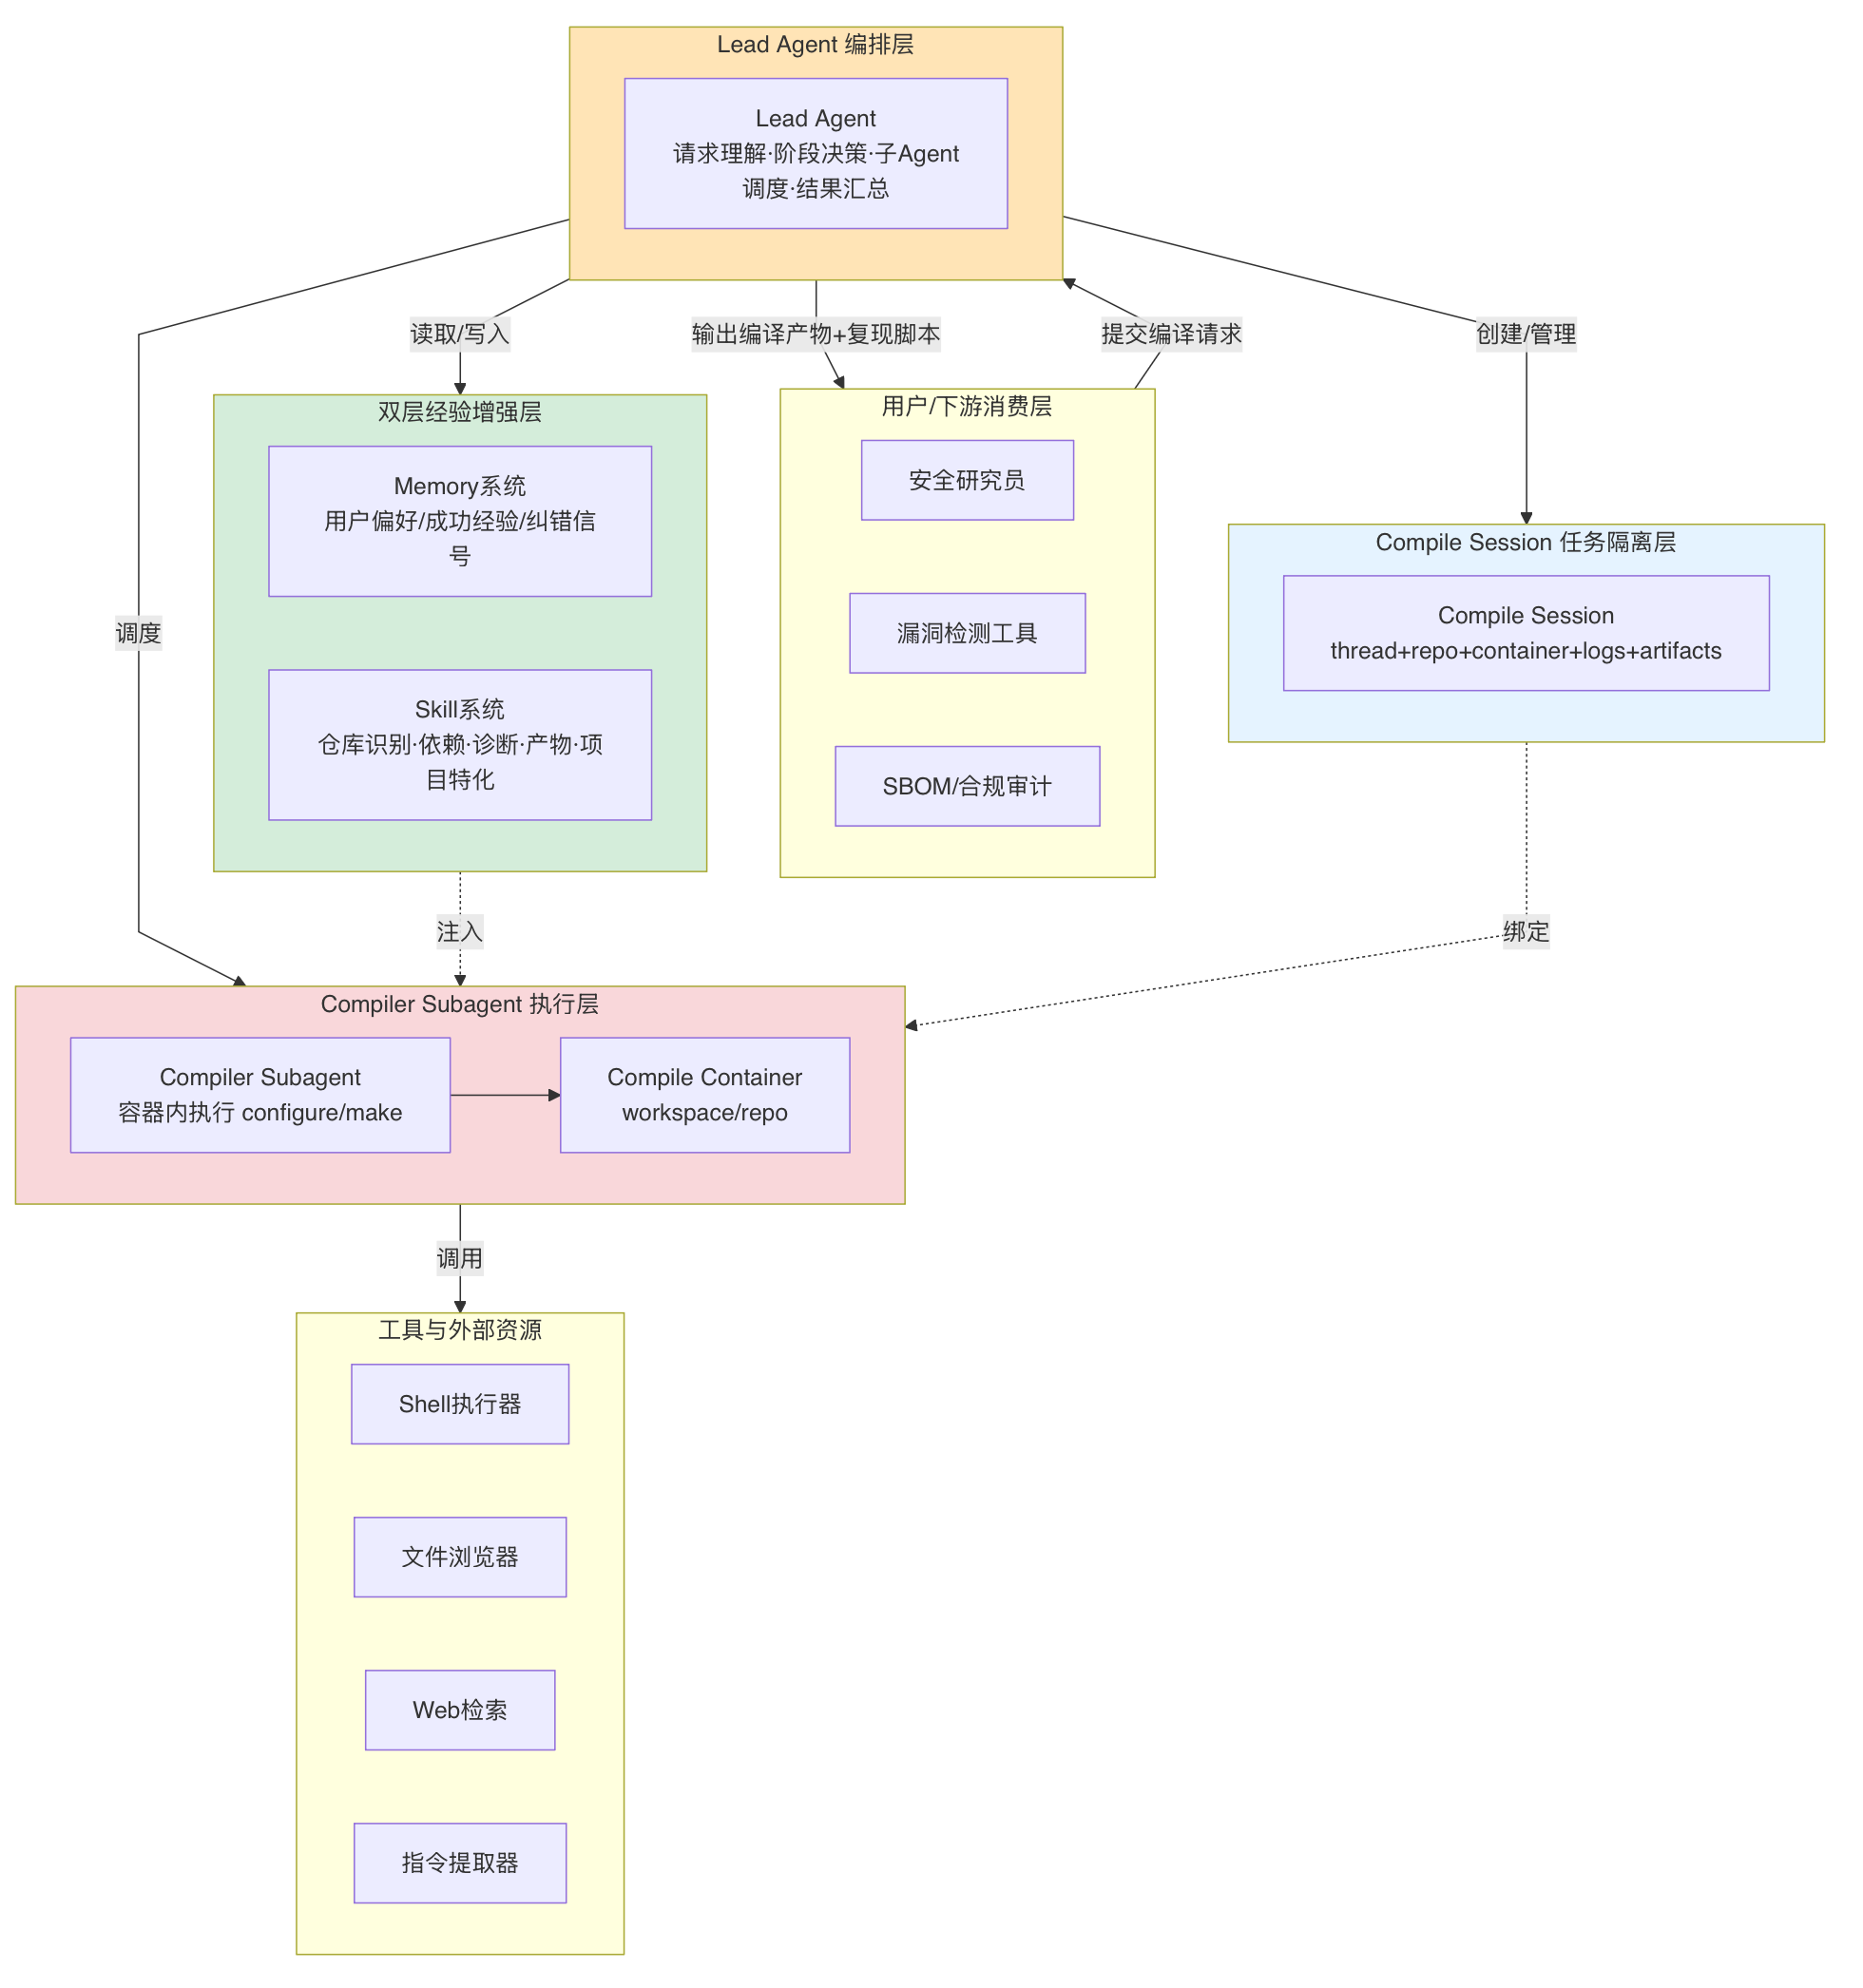 Lead Agent 编排层
Lead Agent
请求理解·阶段决策·子Agent
调度·结果汇总
读取/写入
输出编译产物+复现脚本
提交编译请求
创建/管理
双层经验增强层
Memory系统
用户偏好/成功经验/纠错信
号
Skill系统
仓库识别·依赖·诊断·产物·项
目特化
用户/下游消费层
安全研究员
漏洞检测工具
SBOM/合规审计
Compile Session 任务隔离层
Compile Session
thread+repo+container+logs+artifacts
调度
注入
绑定
Compiler Subagent 执行层
Compiler Subagent
容器内执行 configure/make
Compile Container
workspace/repo
调用
工具与外部资源
Shell执行器
文件浏览器
Web检索
指令提取器